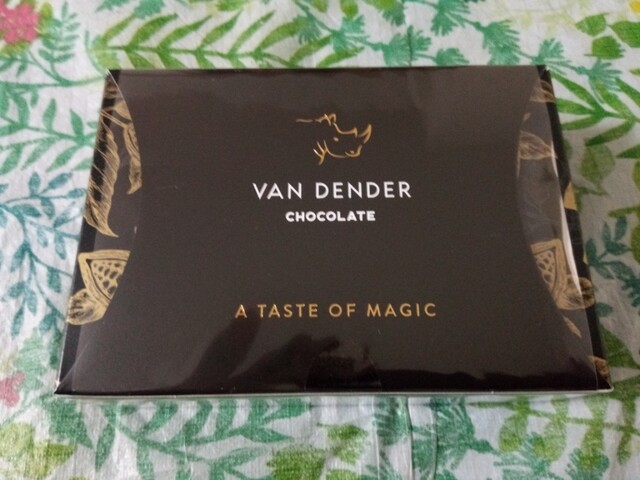 VAN DENDER
CHOCOLATE
A TASTE OF MAGIC